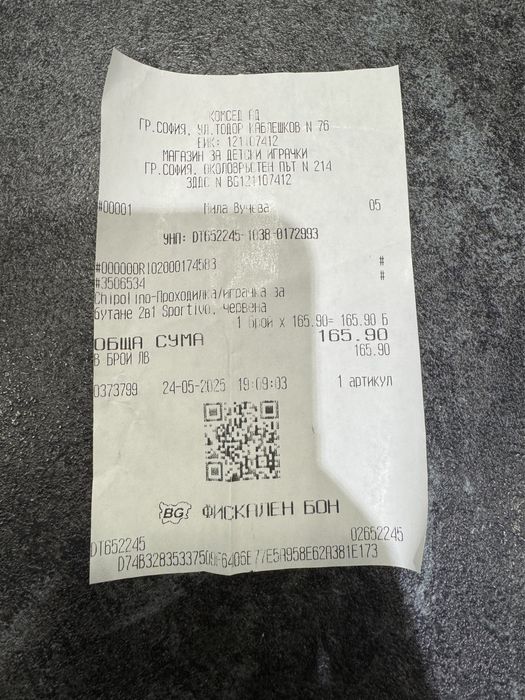 КОМСЕД АД
ГР.СОФИЯ, УЛ.ТОДОР КАБЛЕШКОВ N 76
ЕИК: 121107412
МАГАЗИН ЗА ДЕТСКИ ИГРАЧКИ
ГР.СОФИЯ, ОКОЛОВРЪСТЕН ПЪТ N 214
ЗДДС N BG121107412
#00001 Мила Вучева 05
УНП: DT652245-1038-0172993
#000000R102000174583 #
#3506534 #
Chipolino-Проходилка/играчка за
бутане 2в1 Sportivo, червена
1 брой x 165.90= 165.90 Б
ОБЩА СУМА 165.90
В БРОЙ ЛВ 165.90
0373799 24-05-2025 19:09:03 1 артикул
BG ФИСКАЛЕН БОН
DT652245 02652245